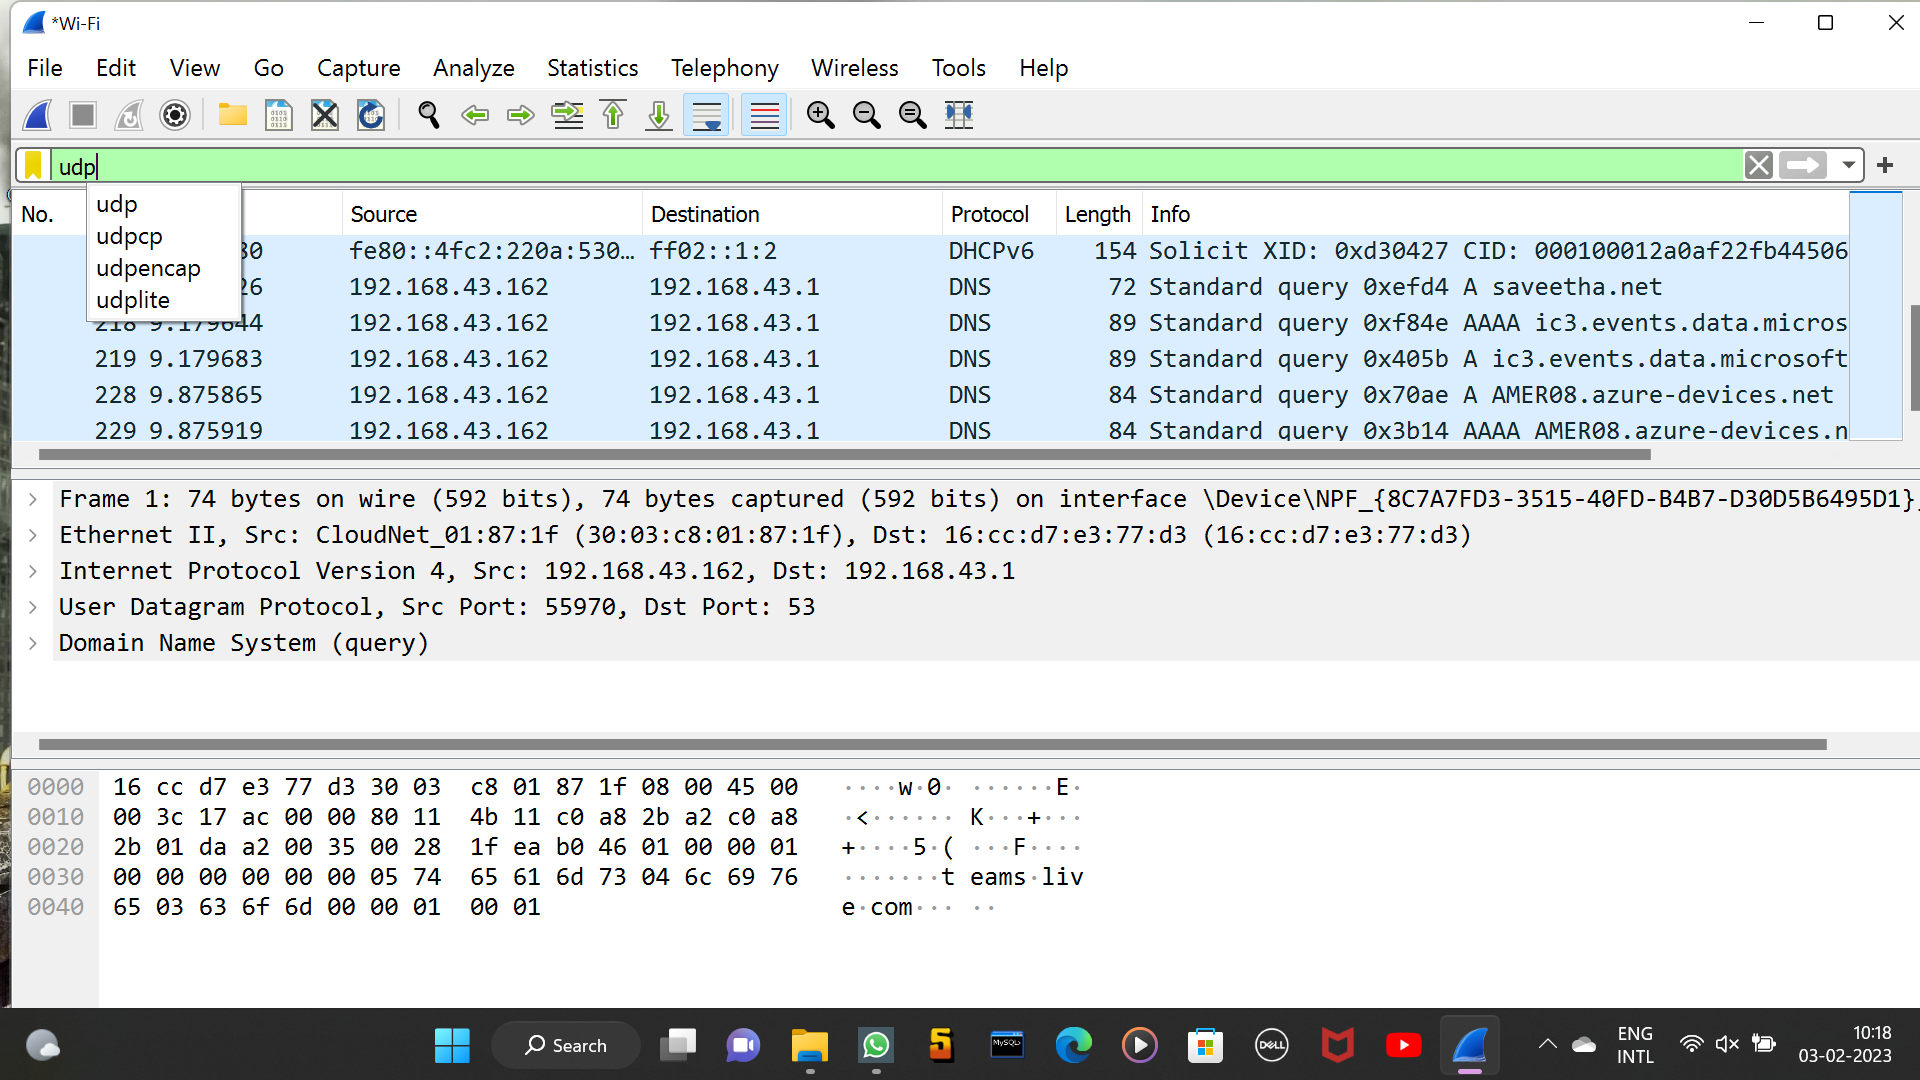 *Wi-Fi
File Edit View Go Capture Analyze Statistics Telephony Wireless Tools Help
udp
udp
udpcp
udpencap
udplite
No. Source Destination Protocol Length Info
80 fe80::4fc2:220a:530… ff02::1:2 DHCPv6 154 Solicit XID: 0xd30427 CID: 000100012a0af22fb44506
26 192.168.43.162 192.168.43.1 DNS 72 Standard query 0xefd4 A saveetha.net
218 9.179644 192.168.43.162 192.168.43.1 DNS 89 Standard query 0xf84e AAAA ic3.events.data.micros
219 9.179683 192.168.43.162 192.168.43.1 DNS 89 Standard query 0x405b A ic3.events.data.microsoft
228 9.875865 192.168.43.162 192.168.43.1 DNS 84 Standard query 0x70ae A AMER08.azure-devices.net
229 9.875919 192.168.43.162 192.168.43.1 DNS 84 Standard query 0x3b14 AAAA AMER08.azure-devices.n
Frame 1: 74 bytes on wire (592 bits), 74 bytes captured (592 bits) on interface \Device\NPF_{8C7A7FD3-3515-40FD-B4B7-D30D5B6495D1}
Ethernet II, Src: CloudNet_01:87:1f (30:03:c8:01:87:1f), Dst: 16:cc:d7:e3:77:d3 (16:cc:d7:e3:77:d3)
Internet Protocol Version 4, Src: 192.168.43.162, Dst: 192.168.43.1
User Datagram Protocol, Src Port: 55970, Dst Port: 53
Domain Name System (query)
0000 16 cc d7 e3 77 d3 30 03 c8 01 87 1f 08 00 45 00 ····w·0· ······E·
0010 00 3c 17 ac 00 00 80 11 4b 11 c0 a8 2b a2 c0 a8 ·<······ K···+···
0020 2b 01 da a2 00 35 00 28 1f ea b0 46 01 00 00 01 +····5·( ···F····
0030 00 00 00 00 00 00 05 74 65 61 6d 73 04 6c 69 76 ·······t eams·liv
0040 65 03 63 6f 6d 00 00 01 00 01 e·com··· ··
Search
MySQL
DELL
ENG
INTL
10:18
03-02-2023